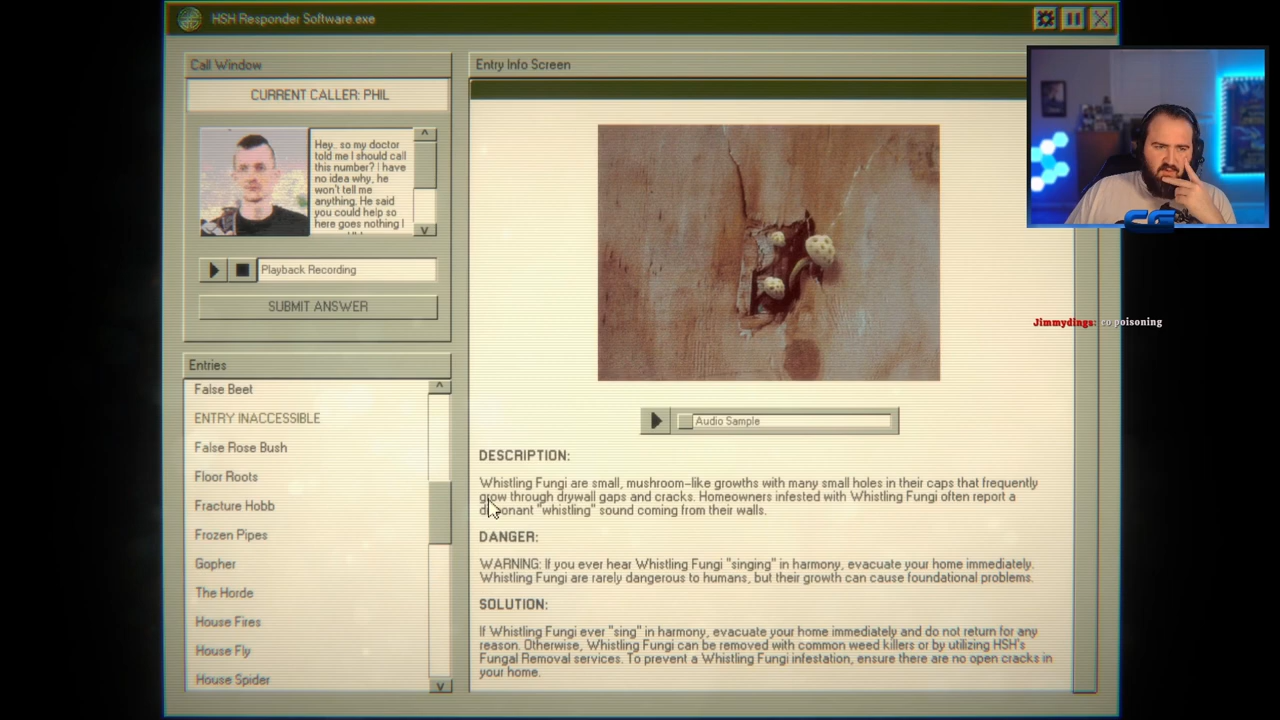 HSH Responder Software.exe
Call Window
CURRENT CALLER: PHIL
Hey.. so my doctor
told me I should call
this number? I have
no idea why, he
won't tell me
anything. He said
you could help so
here goes nothing I
Playback Recording
SUBMIT ANSWER
Entries
False Beet
ENTRY INACCESSIBLE
False Rose Bush
Floor Roots
Fracture Hobb
Frozen Pipes
Gopher
The Horde
House Fires
House Fly
House Spider
Entry Info Screen
Audio Sample
DESCRIPTION:
Whistling Fungi are small, mushroom-like growths with many small holes in their caps that frequently
grow through drywall gaps and cracks. Homeowners infested with Whistling Fungi often report a
"whistling" sound coming from their walls.
DANGER:
WARNING: If you ever hear Whistling Fungi "singing" in harmony, evacuate your home immediately.
Whistling Fungi are rarely dangerous to humans, but their growth can cause foundational problems.
SOLUTION:
If Whistling Fungi ever "sing" in harmony, evacuate your home immediately and do not return for any
reason. Otherwise, Whistling Fungi can be removed with common weed killers or by utilizing HSH's
Fungal Removal services. To prevent a Whistling Fungi infestation, ensure there are no open cracks in
your home.
CG
Jimmydings: co poisoning